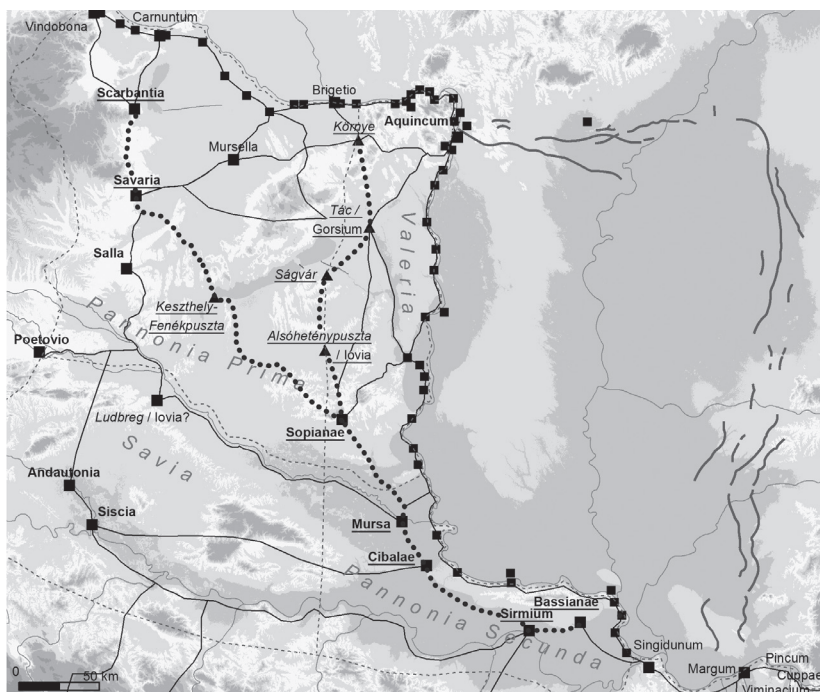 Carnuntum
Vindobona
Scarbantia
Brigetio
Környe
Aquincum
Mursella
Savaria
Tác /
Gorsium
Valeria
Salla
Ságvár
Keszthely-
Fenékpuszta
Pannonia Prima
Alsóheténypuszta
/ Iovia
Poetovio
Ludbreg / Iovia?
Sopianae
Savia
Andautonia
Siscia
Mursa
Cibalae
Pannonia Secunda
Bassianae
Sirmium
Singidunum
Pincum
Margum
Cuppae
Viminacium
0
50 km